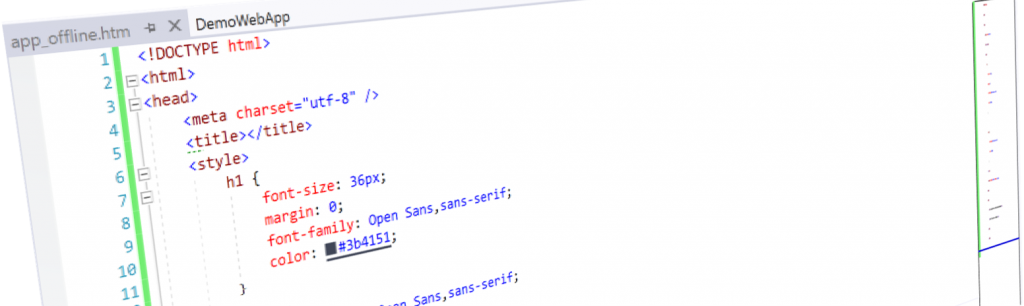 app_offline.htm DemoWebApp
1 <!DOCTYPE html>
2 <html>
3 <head>
4 <meta charset="utf-8" />
5 <title></title>
6 <style>
7 h1 {
8 font-size: 36px;
9 margin: 0;
10 font-family: Open Sans,sans-serif;
11 color: #3b4151;
}
Sans,sans-serif;